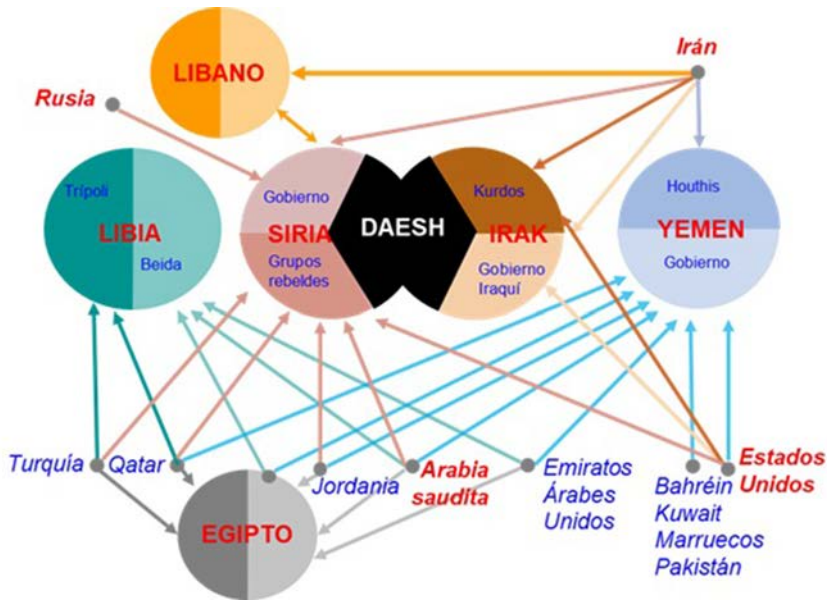 LIBANO
Irán
Rusia
Trípoli
LIBIA
Beida
Gobierno
SIRIA
Grupos
rebeldes
DAESH
Kurdos
IRAK
Gobierno
Iraquí
Houthis
YEMEN
Gobierno
Turquía
Qatar
Jordania
Arabia
saudita
Emiratos
Árabes
Unidos
Bahréin
Kuwait
Marruecos
Pakistán
Estados
Unidos
EGIPTO